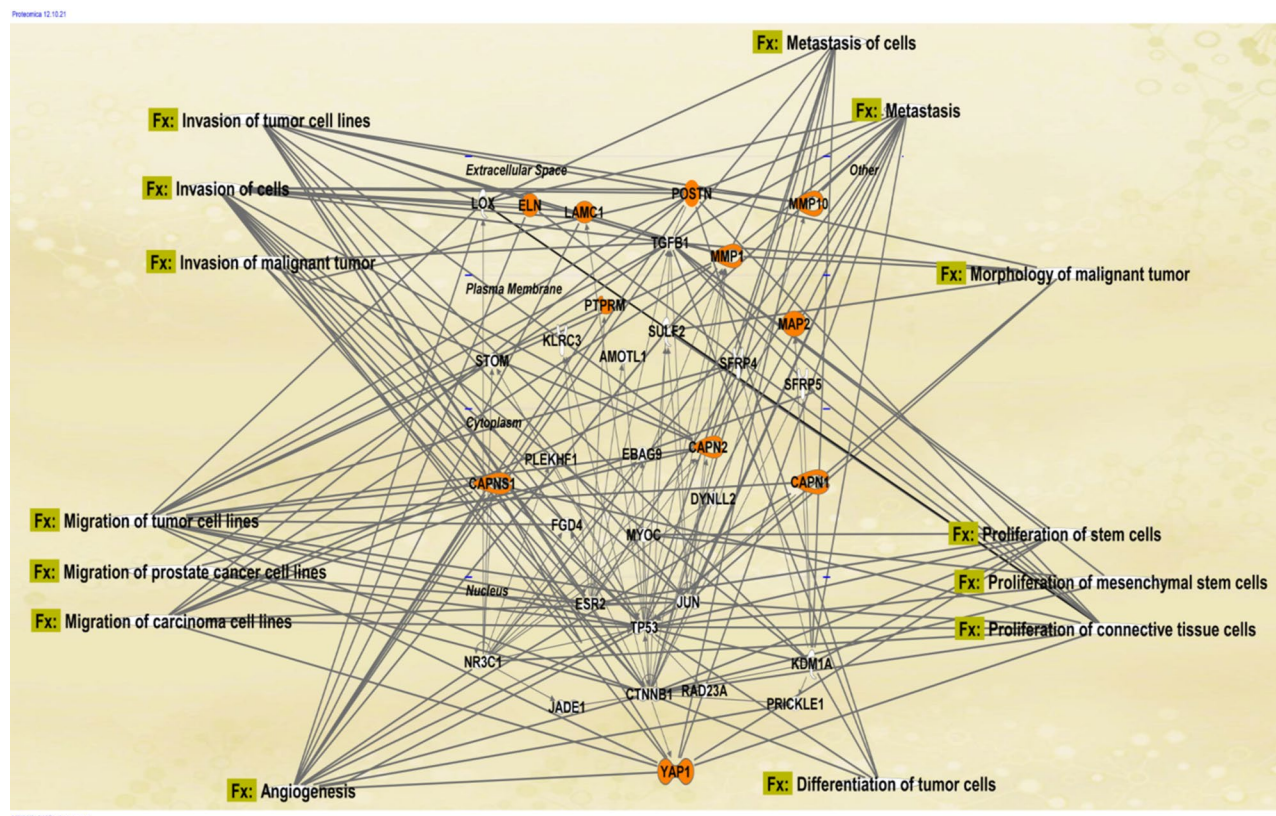 Proteomica 12.10.21
Fx: Metastasis of cells
Fx: Metastasis
Fx: Invasion of tumor cell lines
Extracellular Space
Other
Fx: Invasion of cells
LOX
ELN
LAMC1
POSTN
MMP10
TGFB1
MMP1
Fx: Invasion of malignant tumor
Fx: Morphology of malignant tumor
Plasma Membrane
PTPRM
KLRC3
SULF2
MAP2
STOM
AMOTL1
SFRP4
SFRP5
Cytoplasm
PLEKHF1
EBAG9
CAPN2
CAPNS1
CAPN1
DYNLL2
Fx: Migration of tumor cell lines
FGD4
MYOC
Fx: Proliferation of stem cells
Fx: Migration of prostate cancer cell lines
Fx: Proliferation of mesenchymal stem cells
Nucleus
ESR2
JUN
Fx: Migration of carcinoma cell lines
TP53
Fx: Proliferation of connective tissue cells
NR3C1
KDM1A
CTNNB1
RAD23A
JADE1
PRICKLE1
YAP1
Fx: Angiogenesis
Fx: Differentiation of tumor cells